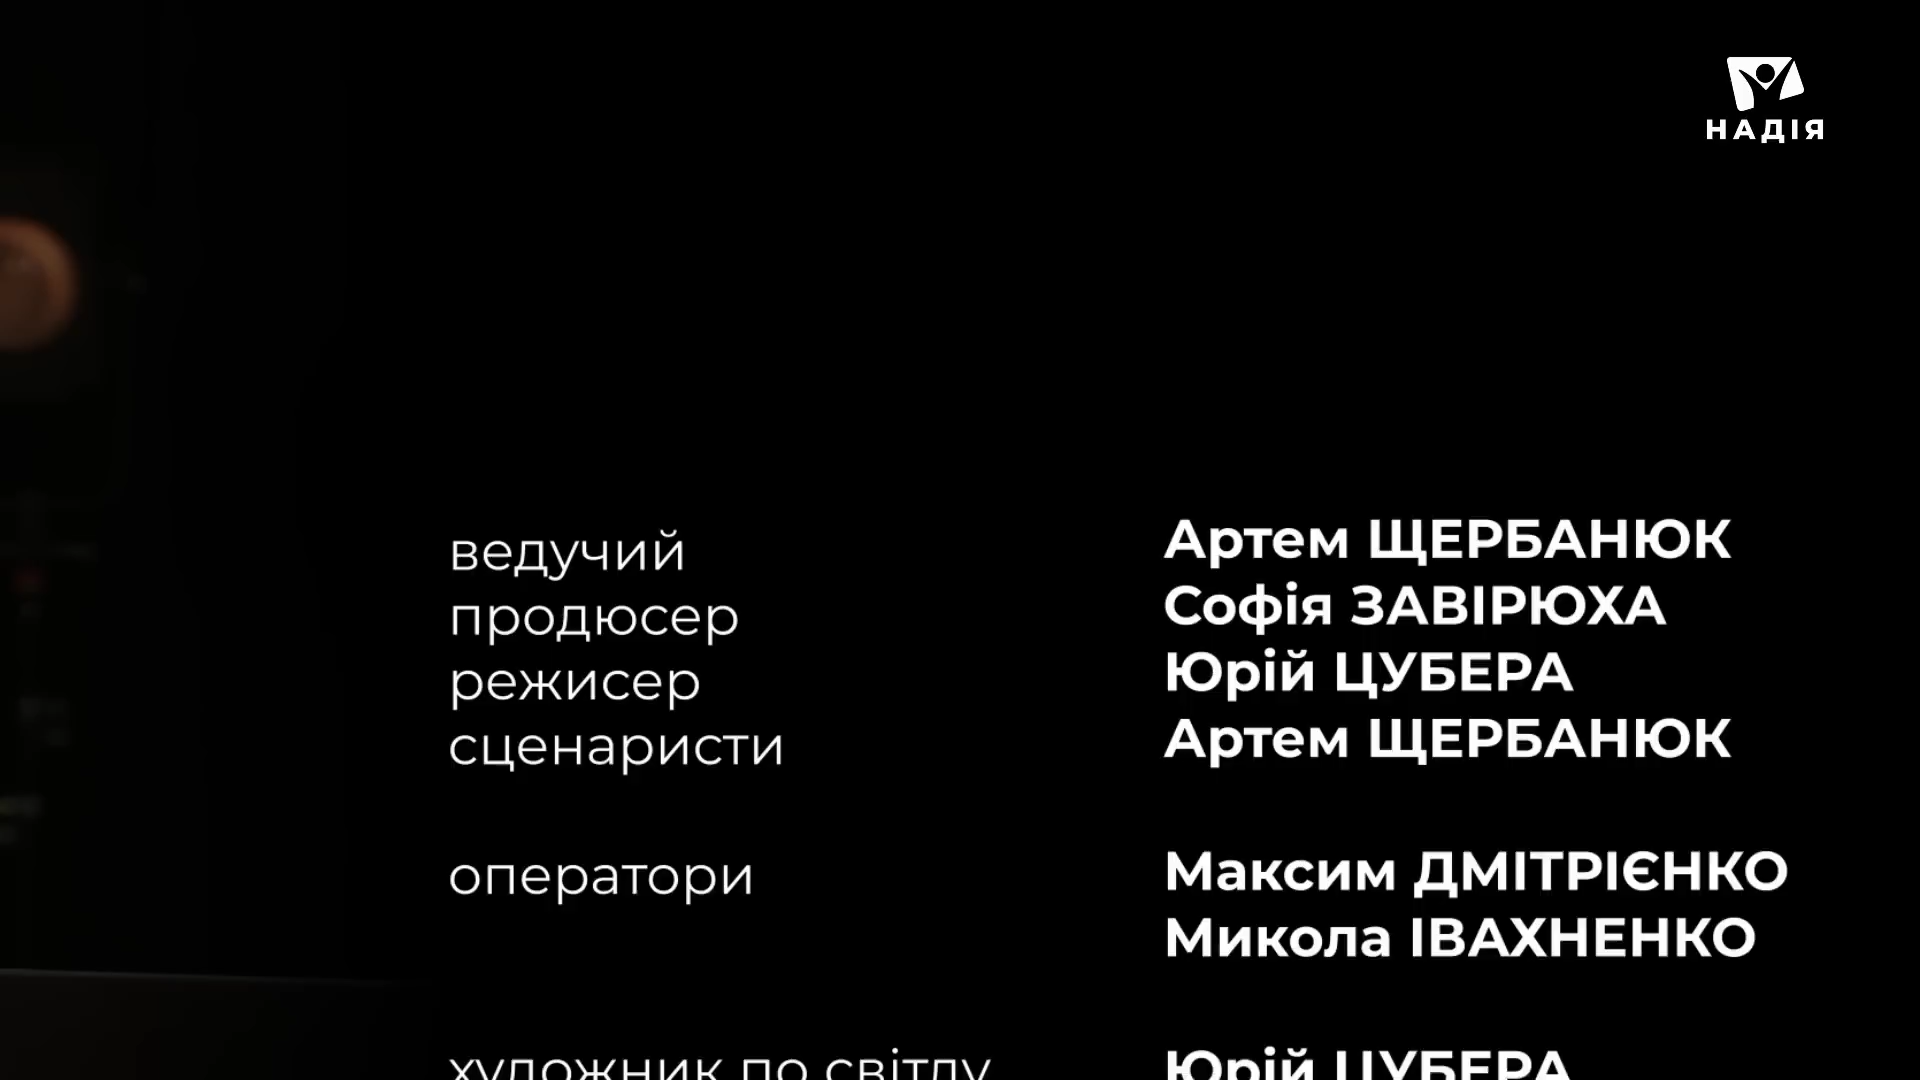 НАДІЯ
ведучий Артем ЩЕРБАНЮК
продюсер Софія ЗАВІРЮХА
режисер Юрій ЦУБЕРА
сценаристи Артем ЩЕРБАНЮК
оператори Максим ДМІТРІЄНКО
Микола ІВАХНЕНКО
художник по світлу Юрій ЦУБЕРА